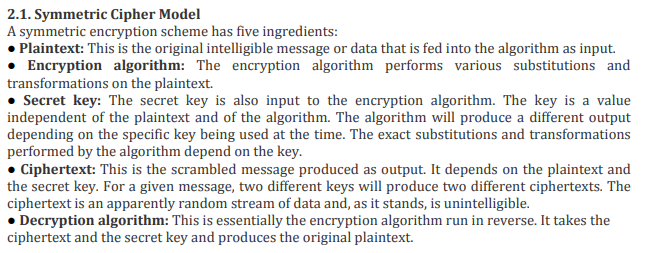 2.1. Symmetric Cipher Model
A symmetric encryption scheme has five ingredients:
● Plaintext: This is the original intelligible message or data that is fed into the algorithm as input.
● Encryption algorithm: The encryption algorithm performs various substitutions and
transformations on the plaintext.
● Secret key: The secret key is also input to the encryption algorithm. The key is a value
independent of the plaintext and of the algorithm. The algorithm will produce a different output
depending on the specific key being used at the time. The exact substitutions and transformations
performed by the algorithm depend on the key.
● Ciphertext: This is the scrambled message produced as output. It depends on the plaintext and
the secret key. For a given message, two different keys will produce two different ciphertexts. The
ciphertext is an apparently random stream of data and, as it stands, is unintelligible.
● Decryption algorithm: This is essentially the encryption algorithm run in reverse. It takes the
ciphertext and the secret key and produces the original plaintext.